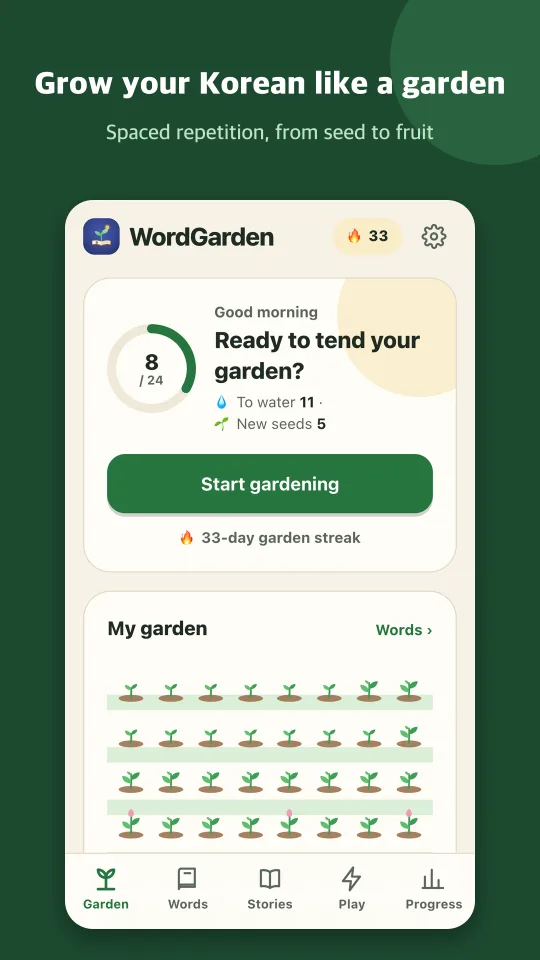 Grow your Korean like a garden
Spaced repetition, from seed to fruit
WordGarden
33
Good morning
Ready to tend your
garden?
8
/ 24
To water 11 ·
New seeds 5
Start gardening
33-day garden streak
My garden
Words ›
Garden
Words
Stories
Play
Progress